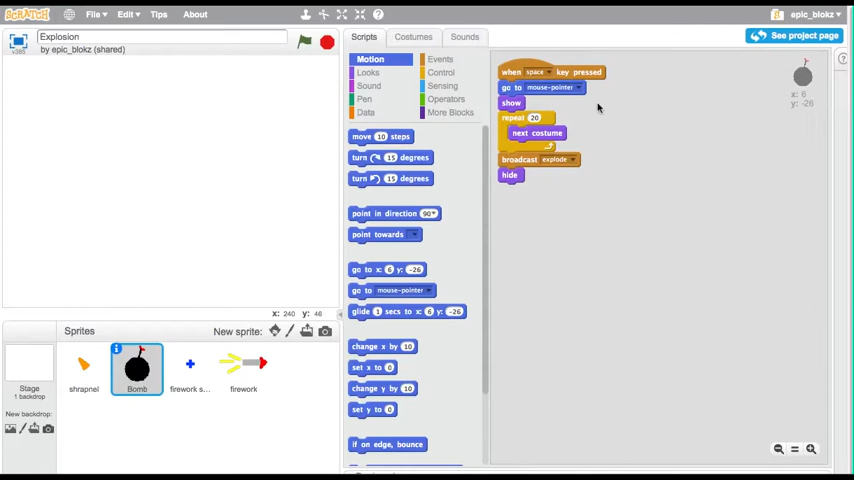 SCRATCH File Edit Tips About epic_blokz
Explosion
by epic_blokz (shared)
v385
Scripts Costumes Sounds
See project page
Motion Events
Looks Control
Sound Sensing
Pen Operators
Data More Blocks
move 10 steps
turn 15 degrees
turn 15 degrees
point in direction 90
point towards
go to x: 6 y: -26
go to mouse-pointer
glide 1 secs to x: 6 y: -26
change x by 10
set x to 0
change y by 10
set y to 0
if on edge, bounce
when space key pressed
go to mouse-pointer
show
repeat 20
next costume
broadcast explode
hide
x: 6
y: -26
x: 240 y: 46
Sprites New sprite:
Stage
1 backdrop
New backdrop:
shrapnel
Bomb
firework s...
firework